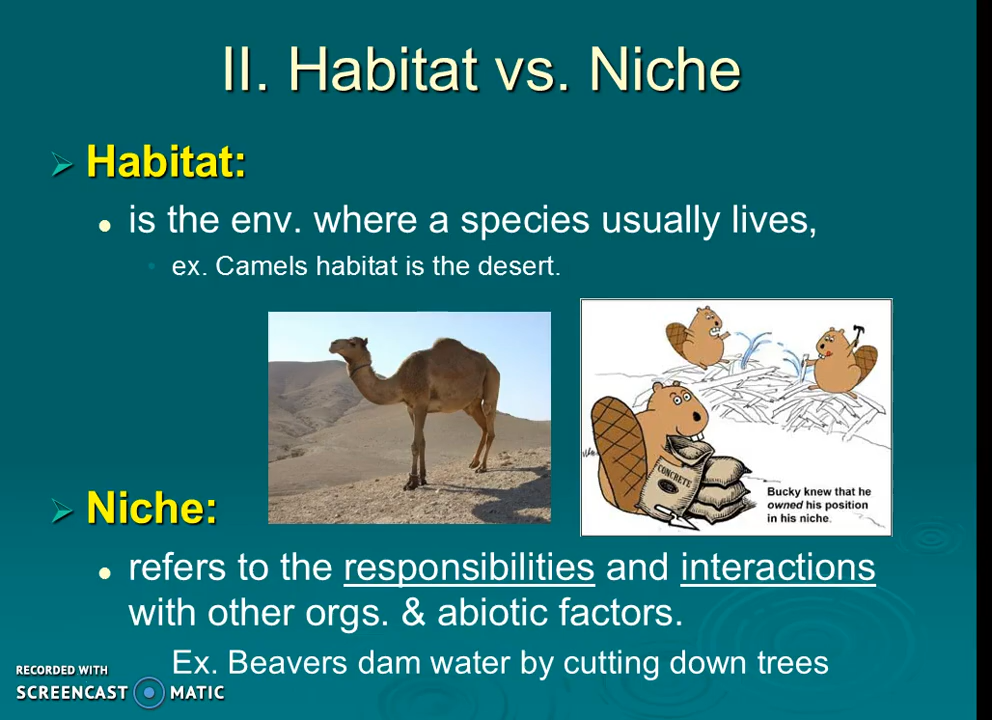 II. Habitat vs. Niche
Habitat:
is the env. where a species usually lives,
ex. Camels habitat is the desert.
CONCRETE
Bucky knew that he
owned his position
in his niche.
Niche:
refers to the responsibilities and interactions
with other orgs. & abiotic factors.
Ex. Beavers dam water by cutting down trees
RECORDED WITH
SCREENCAST MATIC